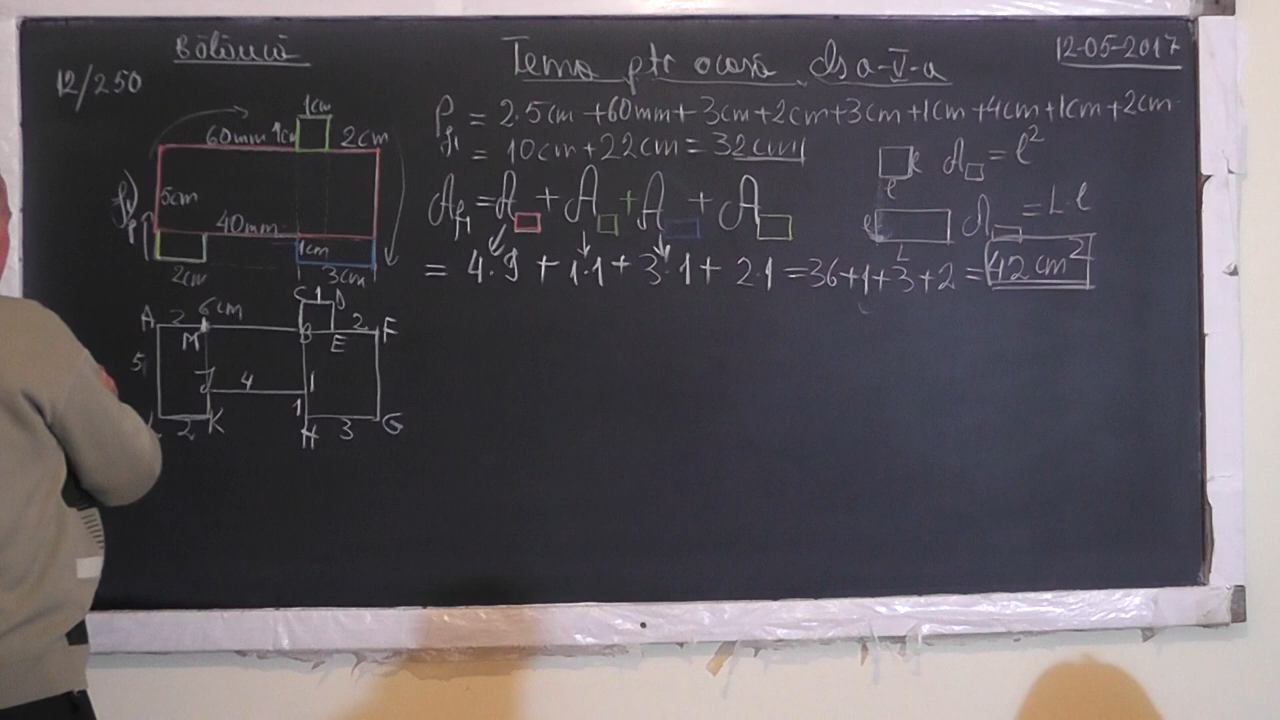 Tema ptr acasă cls a-V-a
12-05-2017
12/250
1cm
60mm 1cm 2cm
5cm
40mm
1cm
2cm 3cm
C 1 D
A 2 6cm B E 2 F
M
5
J 4 1
1
2 K H 3 G
P = 2·5cm + 60mm + 3cm + 2cm + 3cm + 1cm + 4cm + 1cm + 2cm
f1 = 10cm + 22cm = 32cm
l A□ = l²
l
A f1 = A + A + A + A
l A = L·l
L
= 4·9 + 1·1 + 3·1 + 2·1 = 36+1+3+2 = 42 cm²